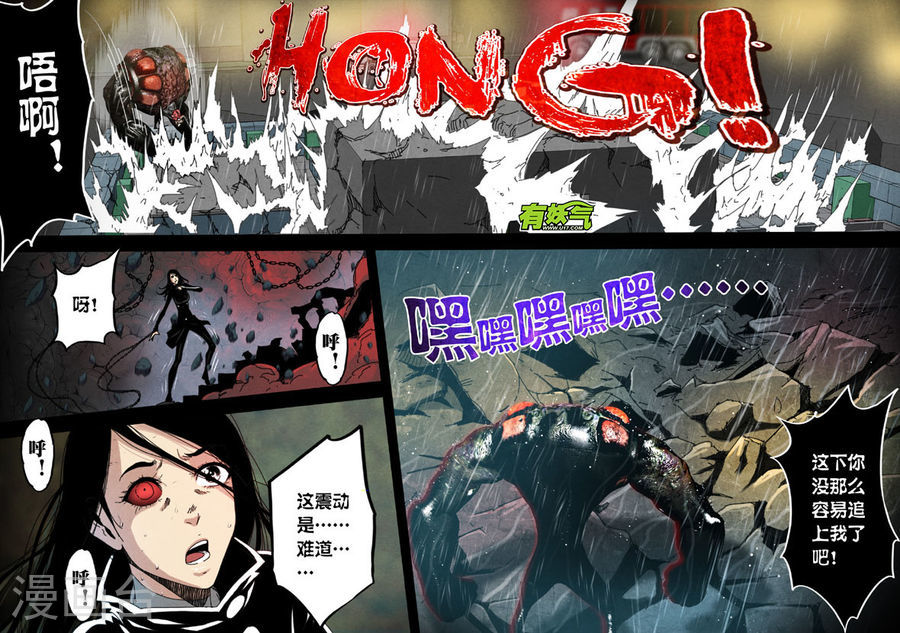 唔啊！
HONG!
有妖气
WWW.U17.COM
呀！
呼！
嘿嘿嘿嘿嘿……
呼！
这震动
是……
难道…
…
呼！
这下你
没那么
容易追
上我了
吧！
漫画台